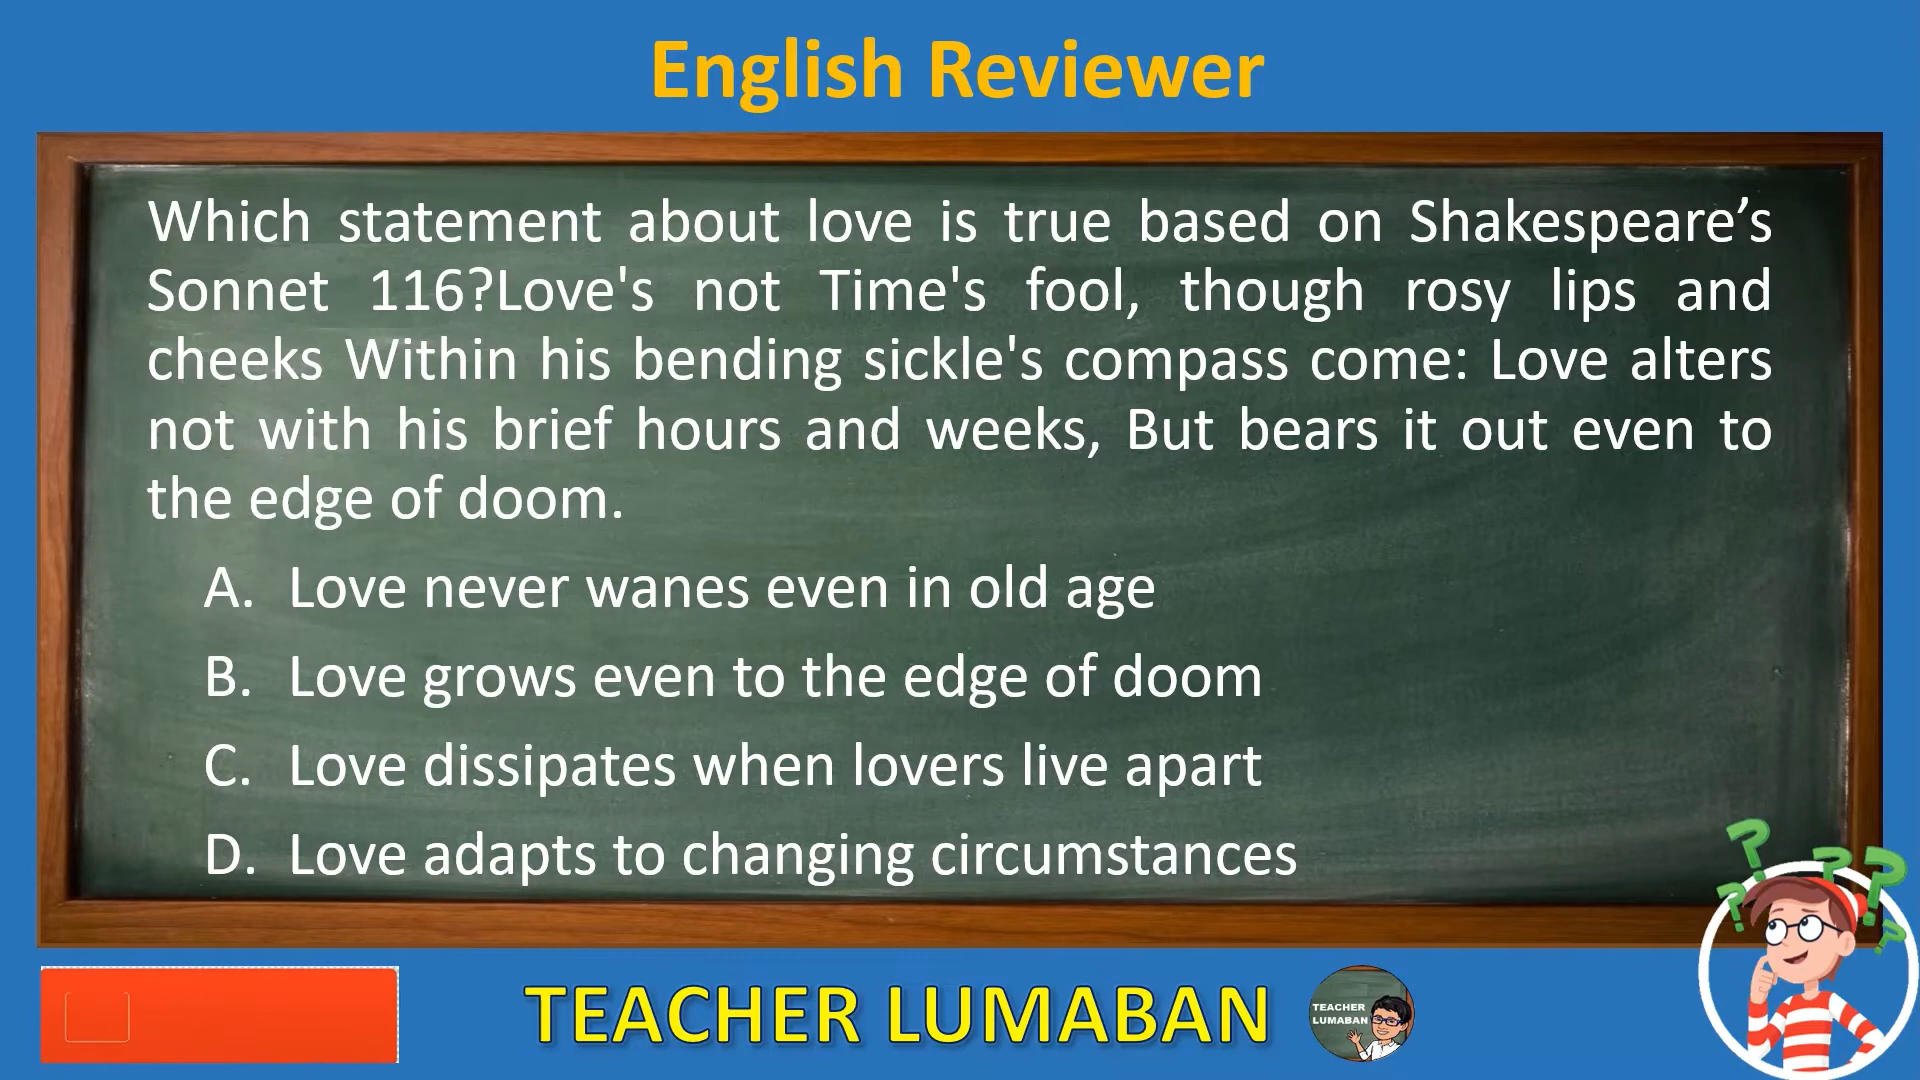 English Reviewer
Which statement about love is true based on Shakespeare’s
Sonnet 116?Love's not Time's fool, though rosy lips and
cheeks Within his bending sickle's compass come: Love alters
not with his brief hours and weeks, But bears it out even to
the edge of doom.
A. Love never wanes even in old age
B. Love grows even to the edge of doom
C. Love dissipates when lovers live apart
D. Love adapts to changing circumstances
TEACHER LUMABAN
TEACHER
LUMABAN
? ? ? ? ?